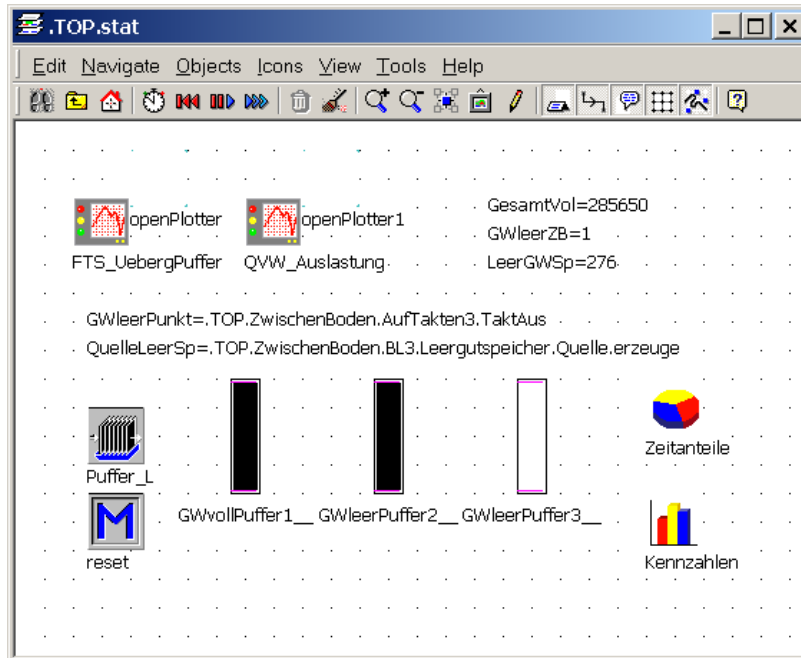 .TOP.stat
Edit Navigate Objects Icons View Tools Help
openPlotter openPlotter1 GesamtVol=285650
GWleerZB=1
FTS_UebergPuffer QVW_Auslastung LeerGWSp=276
GWleerPunkt=.TOP.ZwischenBoden.AufTakten3.TaktAus
QuelleLeerSp=.TOP.ZwischenBoden.BL3.Leergutspeicher.Quelle.erzeuge
Zeitanteile
Puffer_L
M
GWvollPuffer1__ GWleerPuffer2__ GWleerPuffer3__
reset Kennzahlen